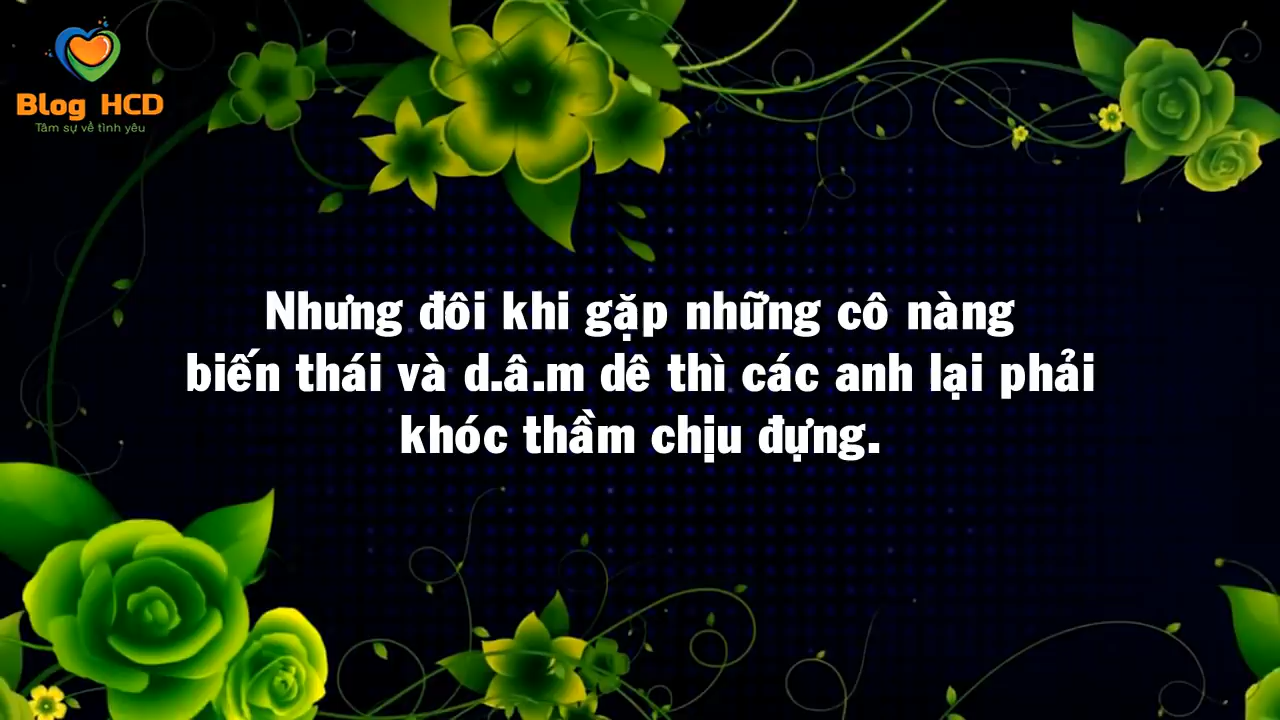 Blog HCD
Tâm sự về tình yêu
Nhưng đôi khi gặp những cô nàng
biến thái và d.â.m dê thì các anh lại phải
khóc thầm chịu đựng.